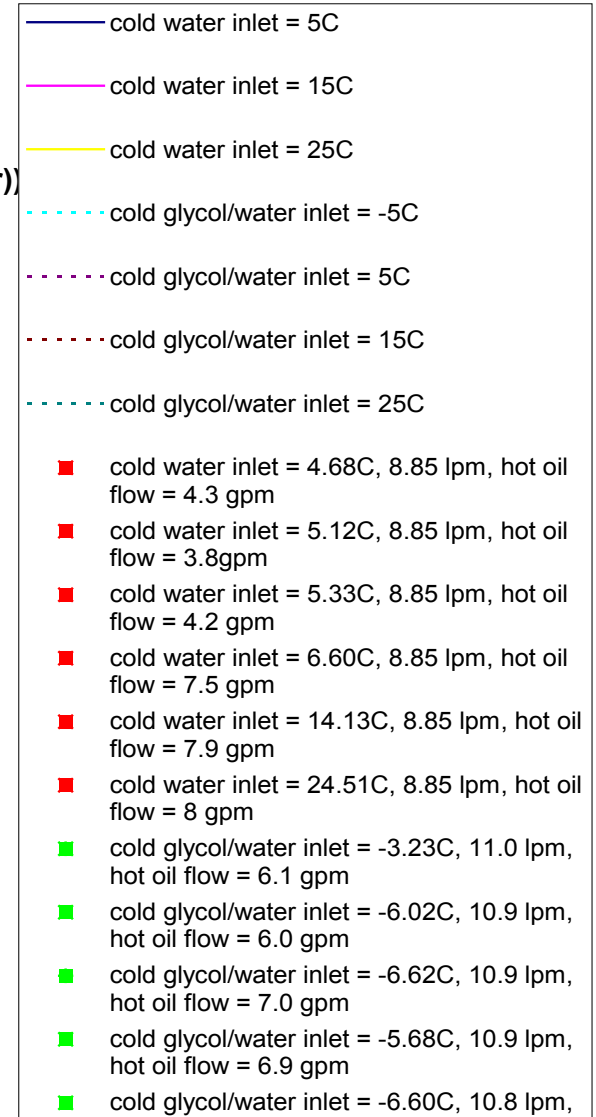 cold water inlet = 5C
cold water inlet = 15C
cold water inlet = 25C
r))
cold glycol/water inlet = -5C
cold glycol/water inlet = 5C
cold glycol/water inlet = 15C
cold glycol/water inlet = 25C
cold water inlet = 4.68C, 8.85 lpm, hot oil
flow = 4.3 gpm
cold water inlet = 5.12C, 8.85 lpm, hot oil
flow = 3.8gpm
cold water inlet = 5.33C, 8.85 lpm, hot oil
flow = 4.2 gpm
cold water inlet = 6.60C, 8.85 lpm, hot oil
flow = 7.5 gpm
cold water inlet = 14.13C, 8.85 lpm, hot oil
flow = 7.9 gpm
cold water inlet = 24.51C, 8.85 lpm, hot oil
flow = 8 gpm
cold glycol/water inlet = -3.23C, 11.0 lpm,
hot oil flow = 6.1 gpm
cold glycol/water inlet = -6.02C, 10.9 lpm,
hot oil flow = 6.0 gpm
cold glycol/water inlet = -6.62C, 10.9 lpm,
hot oil flow = 7.0 gpm
cold glycol/water inlet = -5.68C, 10.9 lpm,
hot oil flow = 6.9 gpm
cold glycol/water inlet = -6.60C, 10.8 lpm,